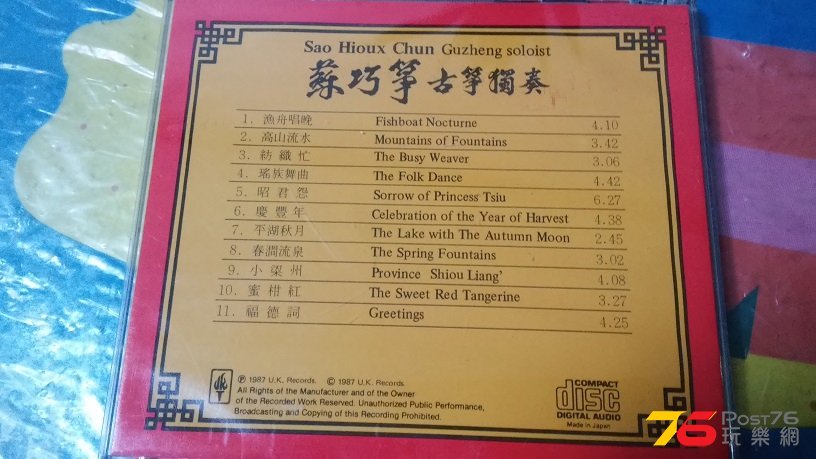 Sao Hioux Chun Guzheng soloist
蘇巧箏 古箏獨奏
1. 漁舟唱晚 Fishboat Nocturne 4.10
2. 高山流水 Mountains of Fountains 3.42
3. 紡織忙 The Busy Weaver 3.06
4. 瑤族舞曲 The Folk Dance 4.42
5. 昭君怨 Sorrow of Princess Tsiu 6.27
6. 慶豐年 Celebration of the Year of Harvest 4.38
7. 平湖秋月 The Lake with The Autumn Moon 2.45
8. 春澗流泉 The Spring Fountains 3.02
9. 小梁州 Province Shiou Liang' 4.08
10. 蜜柑紅 The Sweet Red Tangerine 3.27
11. 福德詞 Greetings 4.25
℗ 1987 U.K. Records. © 1987 U.K. Records
All Rights of the Manufacturer and of the Owner
of the Recorded Work Reserved. Unauthorized Public Performance,
Broadcasting and Copying of this Recording Prohibited.
COMPACT
disc
DIGITAL AUDIO
Made in Japan
76 Post76
玩樂網